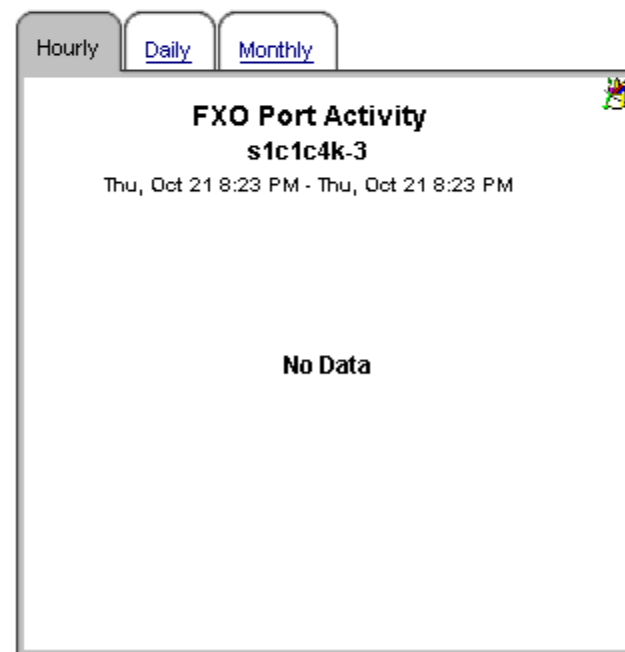 Hourly Daily Monthly
FXO Port Activity
s1c1c4k-3
Thu, Oct 21 8:23 PM - Thu, Oct 21 8:23 PM
No Data